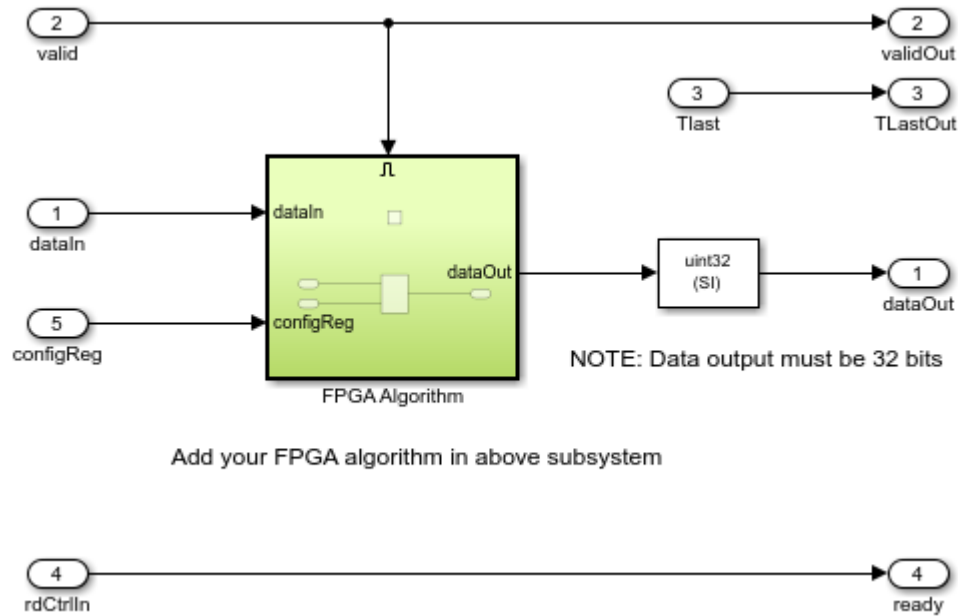 2
valid
2
validOut
3
Tlast
3
TLastOut
1
dataIn
dataIn
dataOut
uint32
(SI)
1
dataOut
5
configReg
configReg
NOTE: Data output must be 32 bits
FPGA Algorithm
Add your FPGA algorithm in above subsystem
4
rdCtrlIn
4
ready